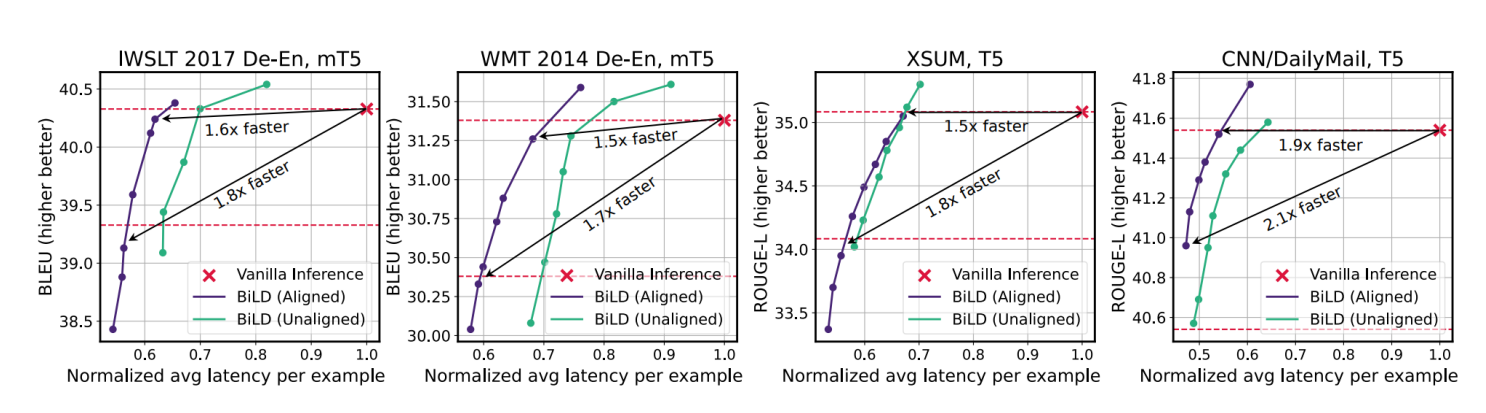 IWSLT 2017 De-En, mT5
BLEU (higher better)
40.5
40.0
39.5
39.0
38.5
1.6x faster
1.8x faster
Vanilla Inference
BiLD (Aligned)
BiLD (Unaligned)
0.6 0.7 0.8 0.9 1.0
Normalized avg latency per example
WMT 2014 De-En, mT5
BLEU (higher better)
31.50
31.25
31.00
30.75
30.50
30.25
30.00
1.5x faster
1.7x faster
Vanilla Inference
BiLD (Aligned)
BiLD (Unaligned)
0.6 0.7 0.8 0.9 1.0
Normalized avg latency per example
XSUM, T5
ROUGE-L (higher better)
35.0
34.5
34.0
33.5
1.5x faster
1.8x faster
Vanilla Inference
BiLD (Aligned)
BiLD (Unaligned)
0.6 0.7 0.8 0.9 1.0
Normalized avg latency per example
CNN/DailyMail, T5
ROUGE-L (higher better)
41.8
41.6
41.4
41.2
41.0
40.8
40.6
1.9x faster
2.1x faster
Vanilla Inference
BiLD (Aligned)
BiLD (Unaligned)
0.5 0.6 0.7 0.8 0.9 1.0
Normalized avg latency per example